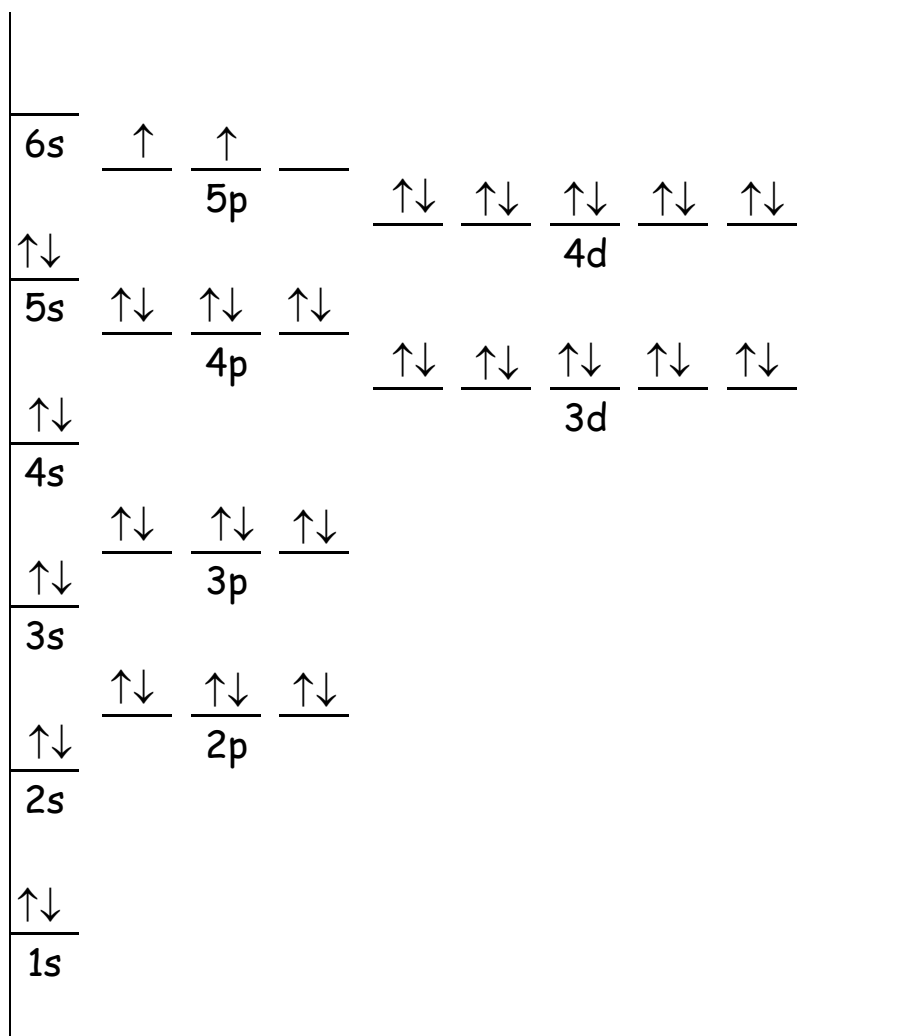 ↑ ↑
6s
5p
↑↓ ↑↓ ↑↓ ↑↓ ↑↓
4d
↑↓
5s
↑↓ ↑↓ ↑↓
4p
↑↓ ↑↓ ↑↓ ↑↓ ↑↓
3d
↑↓
4s
↑↓ ↑↓ ↑↓
3p
↑↓
3s
↑↓ ↑↓ ↑↓
2p
↑↓
2s
↑↓
1s